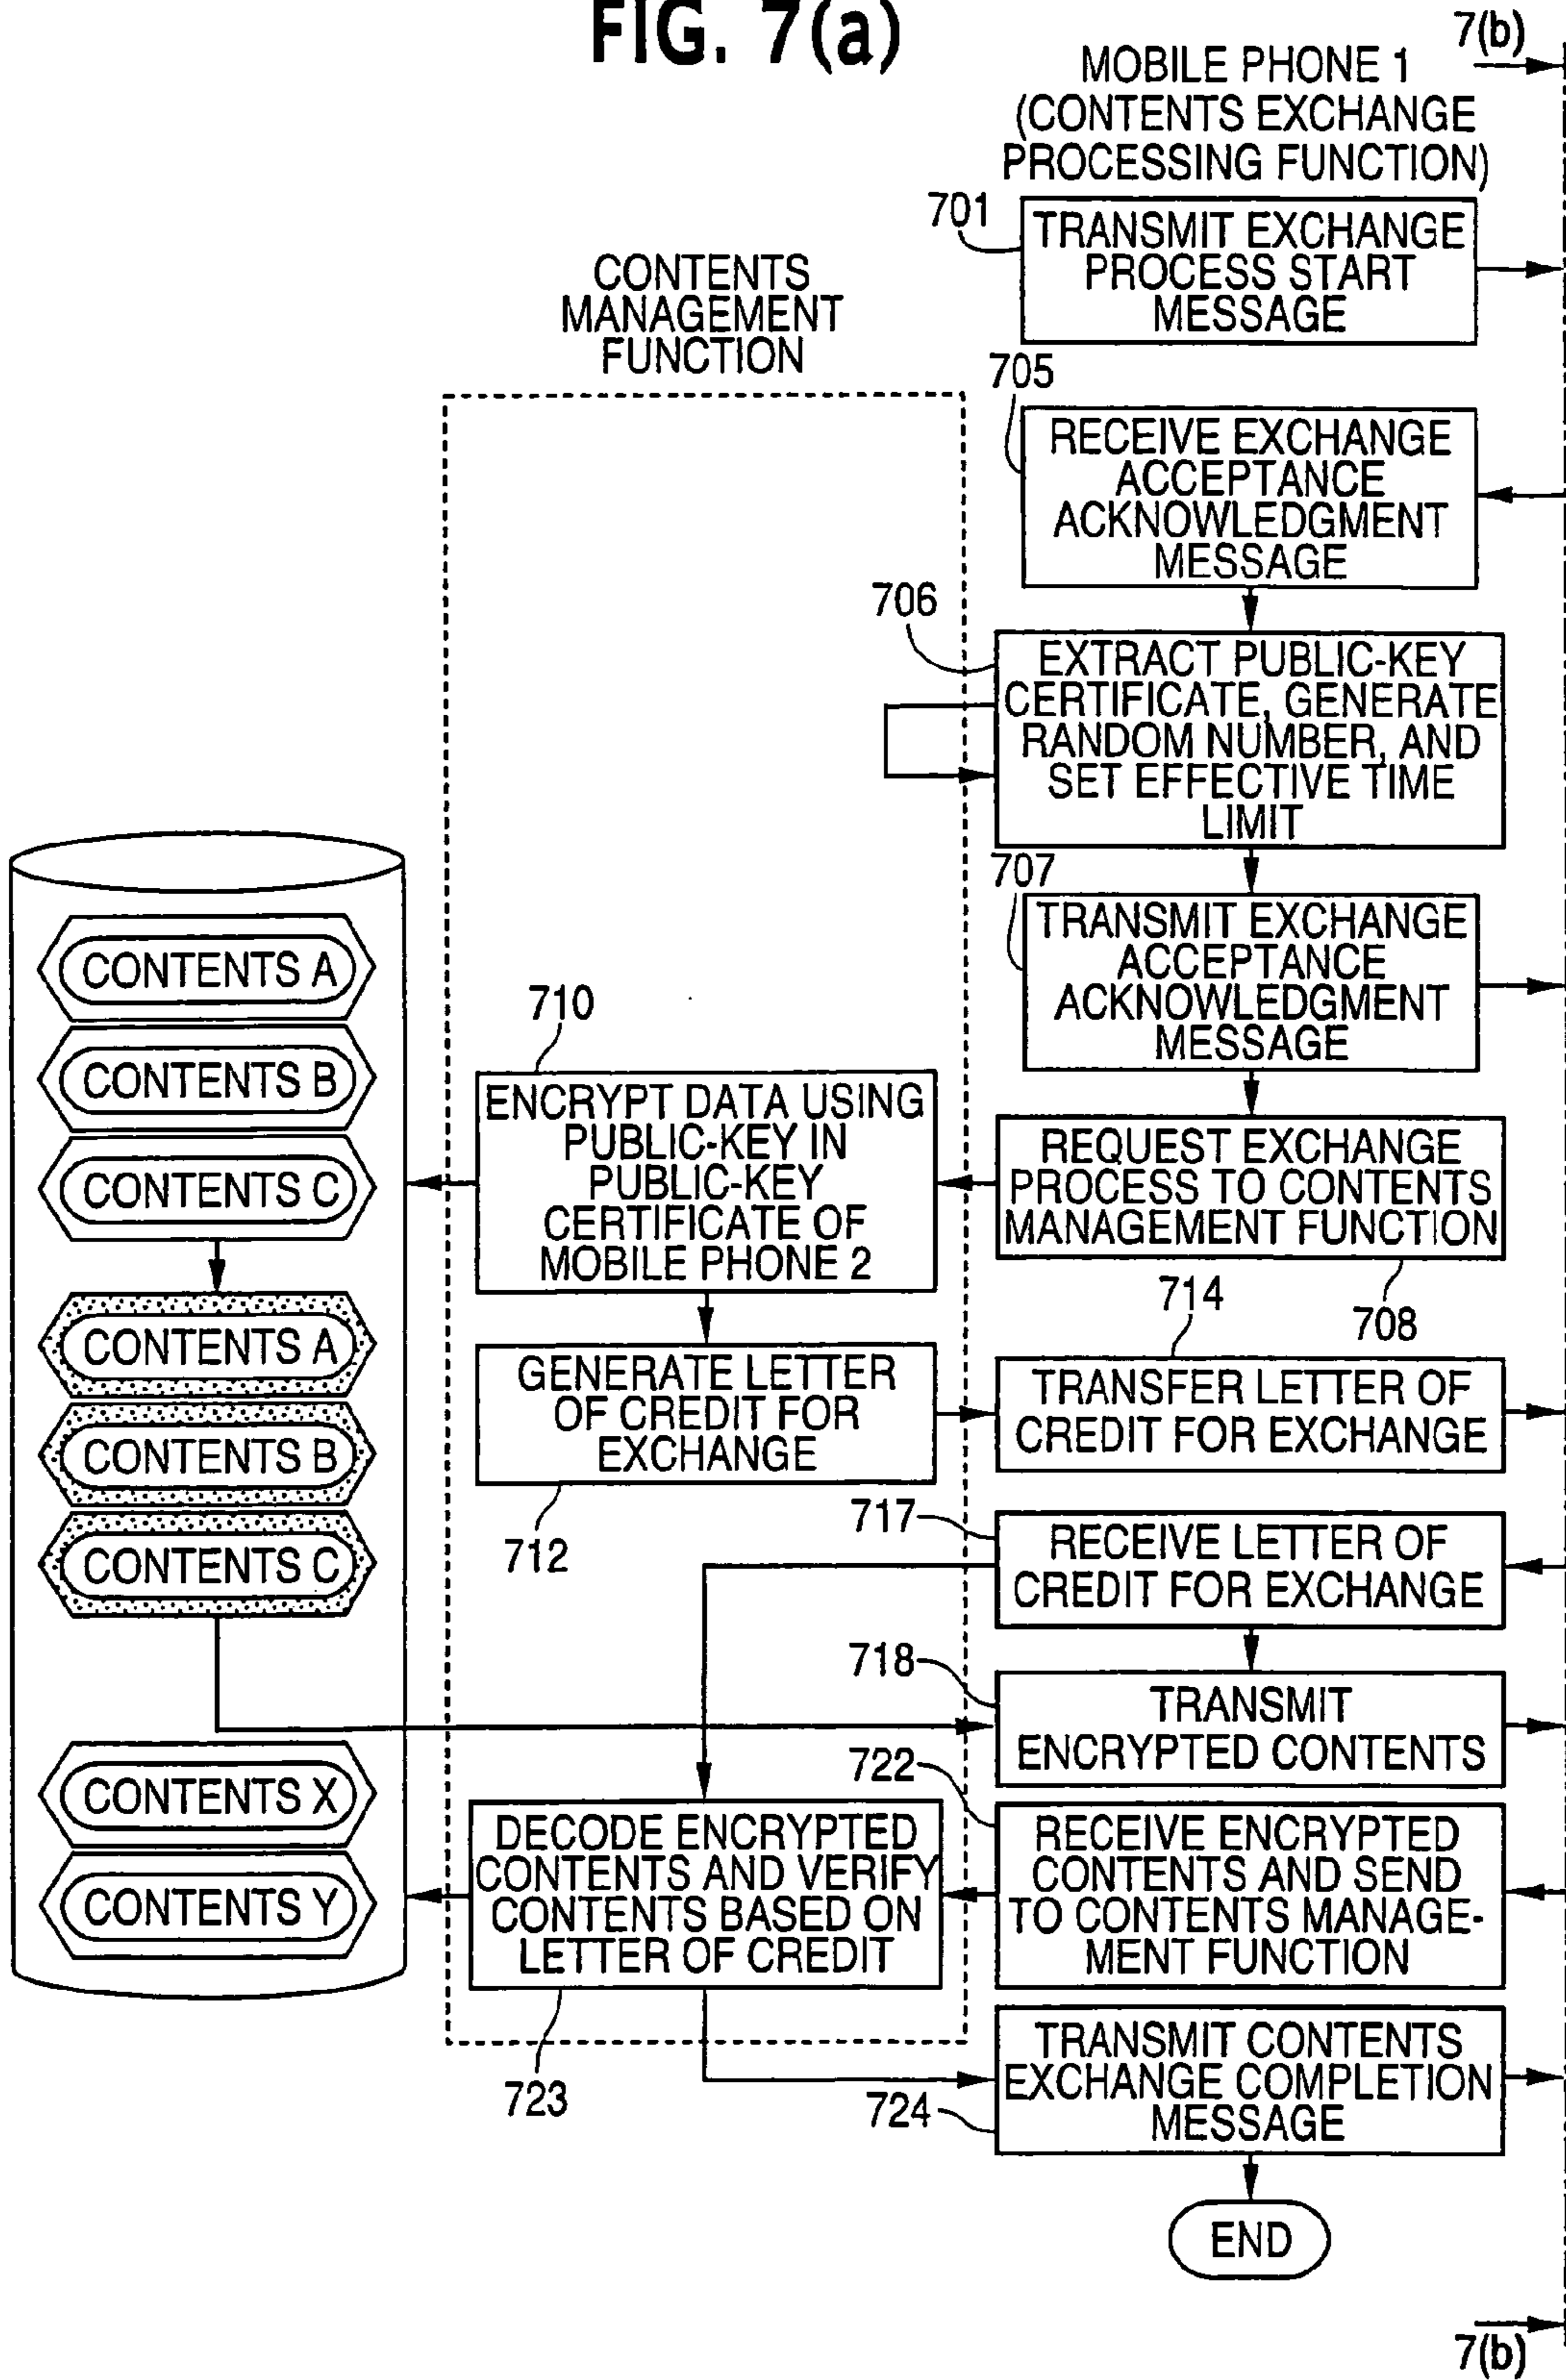 FIG. 7(a)
7(b)
MOBILE PHONE 1
(CONTENTS EXCHANGE
PROCESSING FUNCTION)
701
TRANSMIT EXCHANGE
PROCESS START
MESSAGE
CONTENTS
MANAGEMENT
FUNCTION
705
RECEIVE EXCHANGE
ACCEPTANCE
ACKNOWLEDGMENT
MESSAGE
706
EXTRACT PUBLIC-KEY
CERTIFICATE, GENERATE
RANDOM NUMBER, AND
SET EFFECTIVE TIME
LIMIT
707
TRANSMIT EXCHANGE
ACCEPTANCE
ACKNOWLEDGMENT
MESSAGE
CONTENTS A
CONTENTS B
CONTENTS C
710
ENCRYPT DATA USING
PUBLIC-KEY IN
PUBLIC-KEY
CERTIFICATE OF
MOBILE PHONE 2
REQUEST EXCHANGE
PROCESS TO CONTENTS
MANAGEMENT FUNCTION
708
714
CONTENTS A
CONTENTS B
CONTENTS C
GENERATE LETTER
OF CREDIT FOR
EXCHANGE
712
TRANSFER LETTER OF
CREDIT FOR EXCHANGE
717
RECEIVE LETTER OF
CREDIT FOR EXCHANGE
718
TRANSMIT
ENCRYPTED CONTENTS
722
CONTENTS X
CONTENTS Y
DECODE ENCRYPTED
CONTENTS AND VERIFY
CONTENTS BASED ON
LETTER OF CREDIT
723
RECEIVE ENCRYPTED
CONTENTS AND SEND
TO CONTENTS MANAGE-
MENT FUNCTION
724
TRANSMIT CONTENTS
EXCHANGE COMPLETION
MESSAGE
END
7(b)